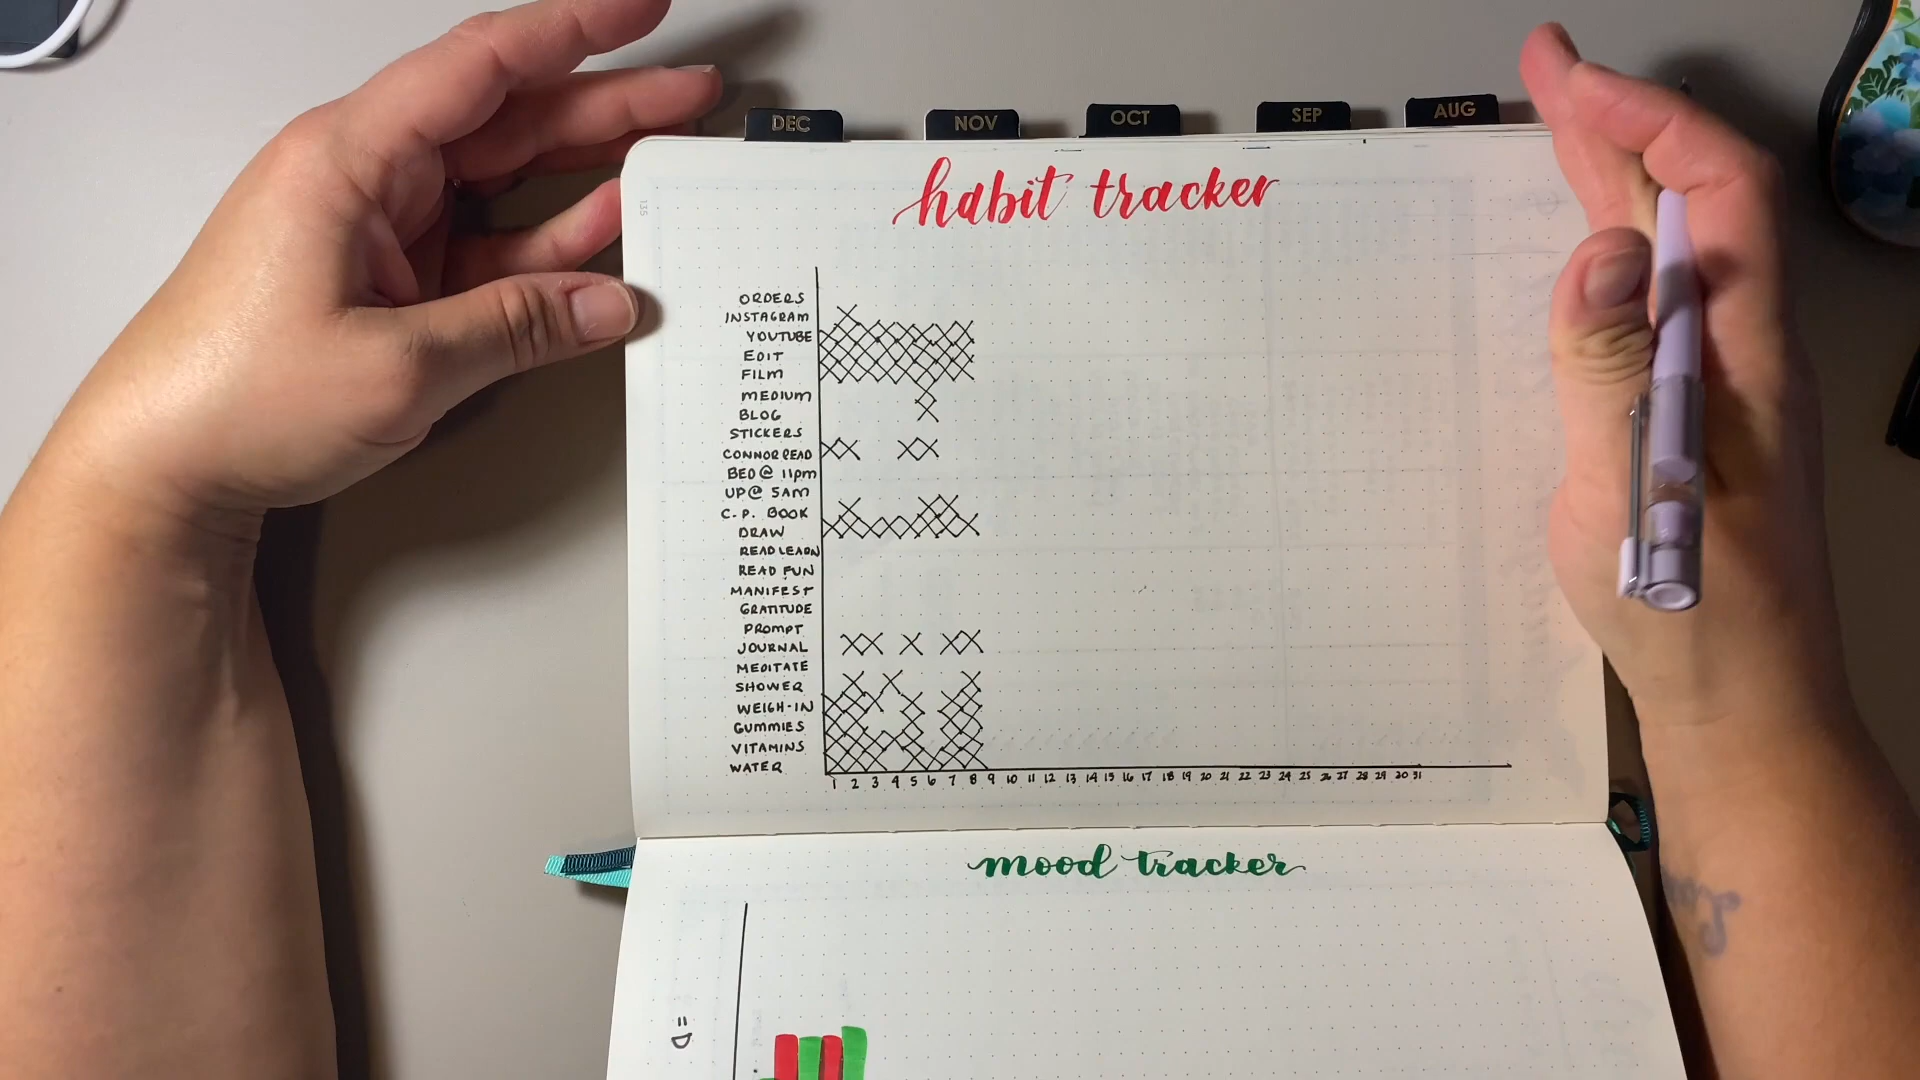 DEC NOV OCT SEP AUG
habit tracker
135
ORDERS
INSTAGRAM
YOUTUBE
EDIT
FILM
MEDIUM
BLOG
STICKERS
CONNOR READ
BED @ 11pm
UP @ 5AM
C.P. BOOK
DRAW
READ LEARN
READ FUN
MANIFEST
GRATITUDE
PROMPT
JOURNAL
MEDITATE
SHOWER
WEIGH-IN
GUMMIES
VITAMINS
WATER
1 2 3 4 5 6 7 8 9 10 11 12 13 14 15 16 17 18 19 20 21 22 23 24 25 26 27 28 29 30 31
mood tracker
=D